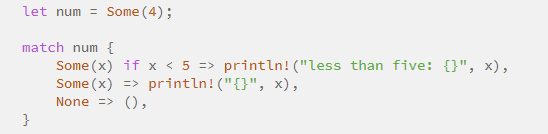 let num = Some(4);

match num {
    Some(x) if x < 5 => println!("less than five: {}", x),
    Some(x) => println!("{}", x),
    None => (),
}